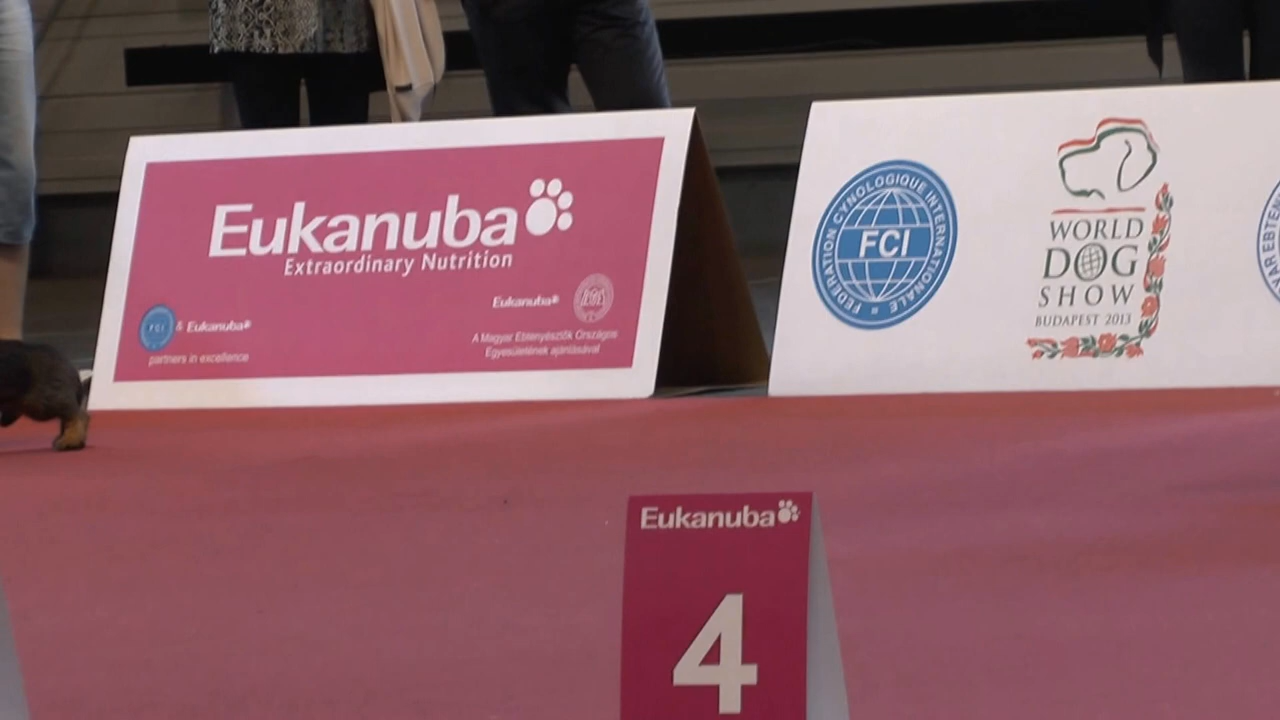 Eukanuba
Extraordinary Nutrition
FCI & Eukanuba
partners in excellence
Eukanuba
A Magyar Ebtenyésztők Országos
Egyesületének ajánlásával
FEDERATION CYNOLOGIQUE INTERNATIONALE
FCI
WORLD
DOG
SHOW
BUDAPEST 2013
Eukanuba
4